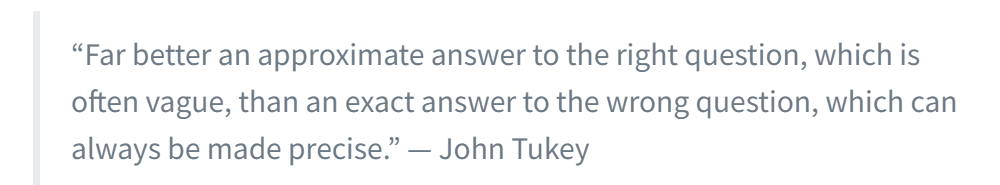 “Far better an approximate answer to the right question, which is
often vague, than an exact answer to the wrong question, which can
always be made precise.” — John Tukey